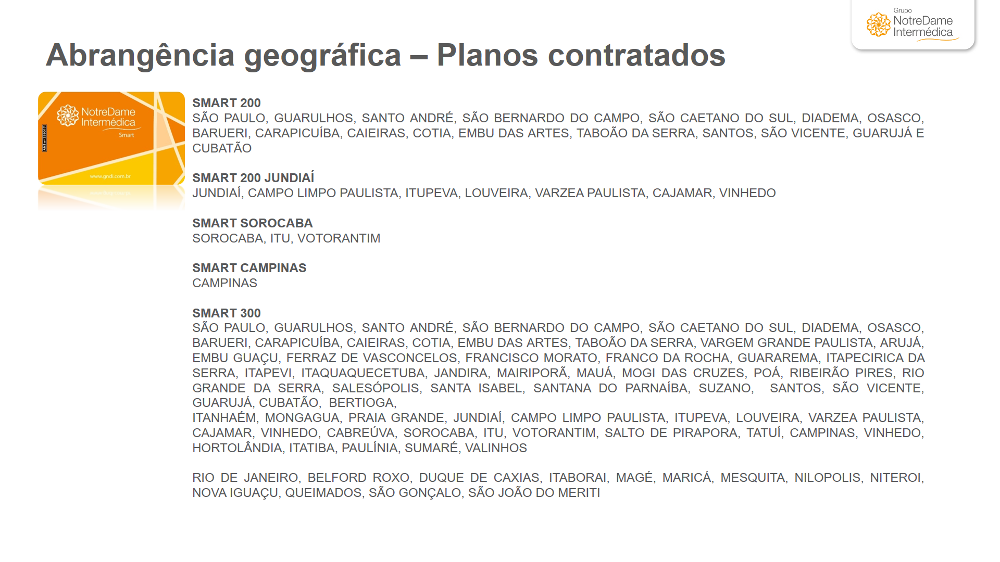 Grupo
NotreDame
Intermédica
Abrangência geográfica – Planos contratados
NotreDame
Intermédica
Smart
ANS nº 359017
www.gndi.com.br
SMART 200
SÃO PAULO, GUARULHOS, SANTO ANDRÉ, SÃO BERNARDO DO CAMPO, SÃO CAETANO DO SUL, DIADEMA, OSASCO,
BARUERI, CARAPICUÍBA, CAIEIRAS, COTIA, EMBU DAS ARTES, TABOÃO DA SERRA, SANTOS, SÃO VICENTE, GUARUJÁ E
CUBATÃO
SMART 200 JUNDIAÍ
JUNDIAÍ, CAMPO LIMPO PAULISTA, ITUPEVA, LOUVEIRA, VARZEA PAULISTA, CAJAMAR, VINHEDO
SMART SOROCABA
SOROCABA, ITU, VOTORANTIM
SMART CAMPINAS
CAMPINAS
SMART 300
SÃO PAULO, GUARULHOS, SANTO ANDRÉ, SÃO BERNARDO DO CAMPO, SÃO CAETANO DO SUL, DIADEMA, OSASCO,
BARUERI, CARAPICUÍBA, CAIEIRAS, COTIA, EMBU DAS ARTES, TABOÃO DA SERRA, VARGEM GRANDE PAULISTA, ARUJÁ,
EMBU GUAÇU, FERRAZ DE VASCONCELOS, FRANCISCO MORATO, FRANCO DA ROCHA, GUARAREMA, ITAPECIRICA DA
SERRA, ITAPEVI, ITAQUAQUECETUBA, JANDIRA, MAIRIPORÃ, MAUÁ, MOGI DAS CRUZES, POÁ, RIBEIRÃO PIRES, RIO
GRANDE DA SERRA, SALESÓPOLIS, SANTA ISABEL, SANTANA DO PARNAÍBA, SUZANO, SANTOS, SÃO VICENTE,
GUARUJÁ, CUBATÃO, BERTIOGA,
ITANHAÉM, MONGAGUA, PRAIA GRANDE, JUNDIAÍ, CAMPO LIMPO PAULISTA, ITUPEVA, LOUVEIRA, VARZEA PAULISTA,
CAJAMAR, VINHEDO, CABREÚVA, SOROCABA, ITU, VOTORANTIM, SALTO DE PIRAPORA, TATUÍ, CAMPINAS, VINHEDO,
HORTOLÂNDIA, ITATIBA, PAULÍNIA, SUMARÉ, VALINHOS
RIO DE JANEIRO, BELFORD ROXO, DUQUE DE CAXIAS, ITABORAI, MAGÉ, MARICÁ, MESQUITA, NILOPOLIS, NITEROI,
NOVA IGUAÇU, QUEIMADOS, SÃO GONÇALO, SÃO JOÃO DO MERITI